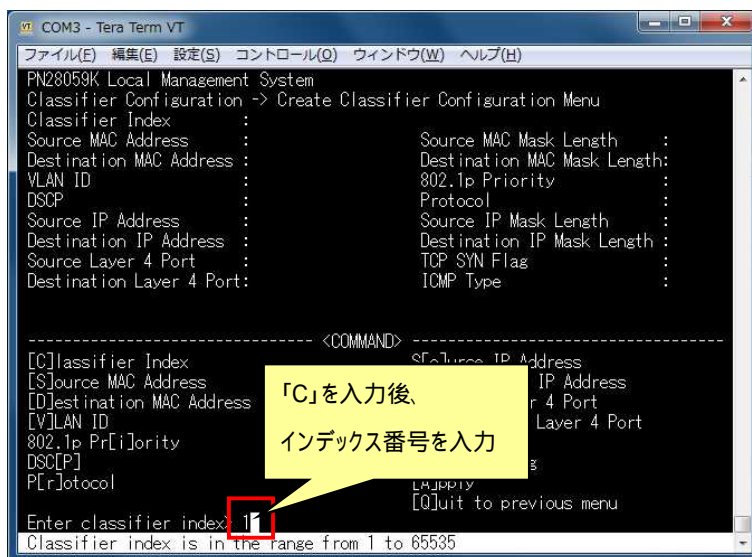 COM3 - Tera Term VT
ファイル(F) 編集(E) 設定(S) コントロール(O) ウィンドウ(W) ヘルプ(H)
PN28059K Local Management System
Classifier Configuration -> Create Classifier Configuration Menu
Classifier Index :
Source MAC Address : Source MAC Mask Length :
Destination MAC Address : Destination MAC Mask Length:
VLAN ID : 802.1p Priority :
DSCP : Protocol :
Source IP Address : Source IP Mask Length :
Destination IP Address : Destination IP Mask Length :
Source Layer 4 Port : TCP SYN Flag :
Destination Layer 4 Port: ICMP Type :
------------------------------ <COMMAND> ---------------------------------
[C]lassifier Index S[o]urce IP Address
[S]ource MAC Address IP Address
[D]estination MAC Address r 4 Port
[V]LAN ID Layer 4 Port
802.1p Pr[i]ority
DSC[P]
P[r]otocol [A]pply
[Q]uit to previous menu
Enter classifier index> 1
Classifier index is in the range from 1 to 65535
「C」を入力後、
インデックス番号を入力